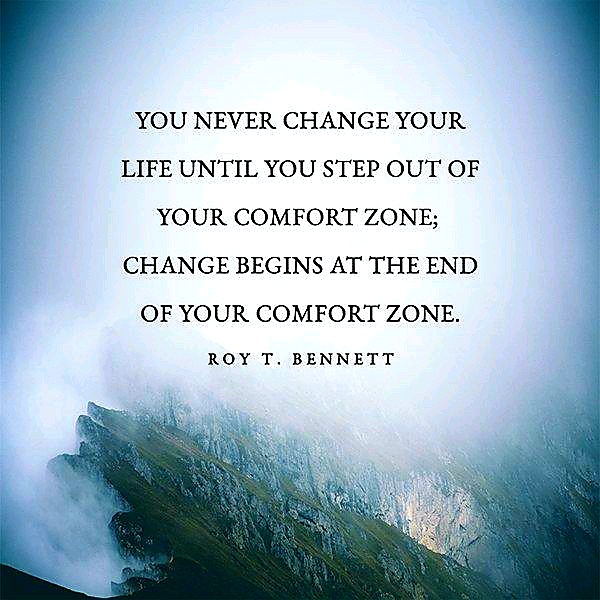 YOU NEVER CHANGE YOUR
LIFE UNTIL YOU STEP OUT OF
YOUR COMFORT ZONE;
CHANGE BEGINS AT THE END
OF YOUR COMFORT ZONE.
ROY T. BENNETT